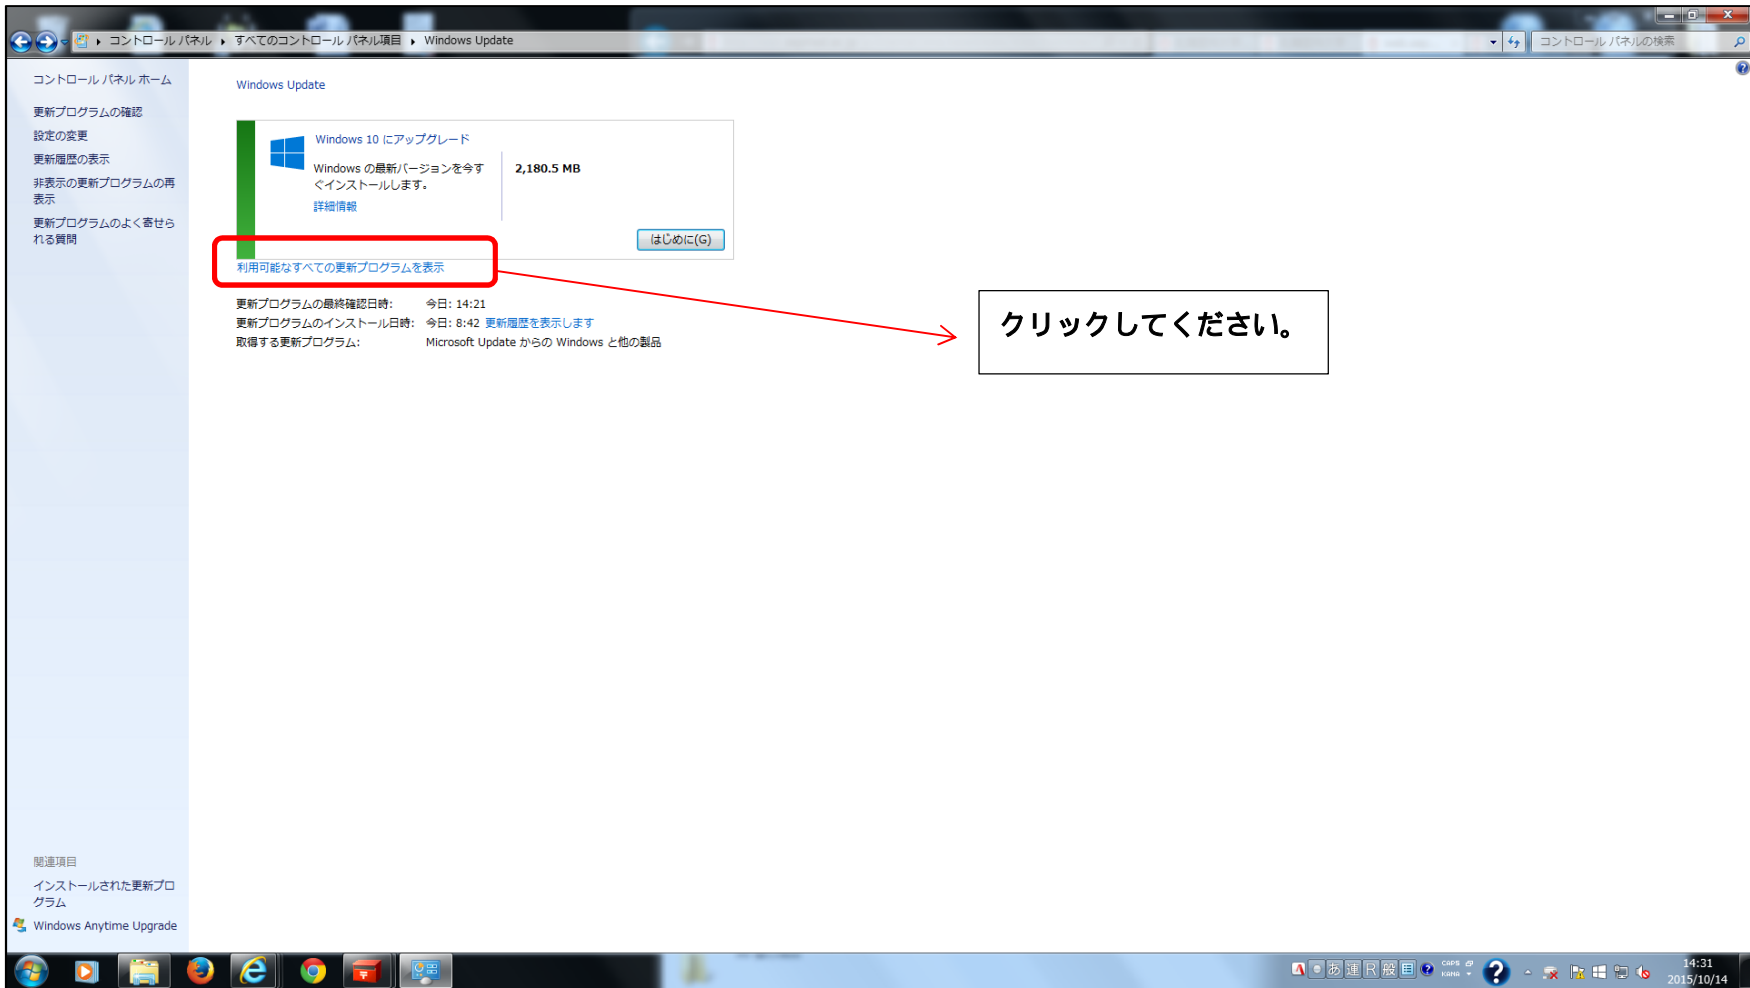 コントロール パネル ▸ すべてのコントロール パネル項目 ▸ Windows Update
コントロール パネルの検索
コントロール パネル ホーム
更新プログラムの確認
設定の変更
更新履歴の表示
非表示の更新プログラムの再
表示
更新プログラムのよく寄せら
れる質問
Windows Update
Windows 10 にアップグレード
Windows の最新バージョンを今す
ぐインストールします。
2,180.5 MB
詳細情報
はじめに(G)
利用可能なすべての更新プログラムを表示
更新プログラムの最終確認日時: 今日: 14:21
更新プログラムのインストール日時: 今日: 8:42 更新履歴を表示します
取得する更新プログラム: Microsoft Update からの Windows と他の製品
クリックしてください。
関連項目
インストールされた更新プロ
グラム
Windows Anytime Upgrade
A あ 連 R 般
CAPS
KANA
14:31
2015/10/14